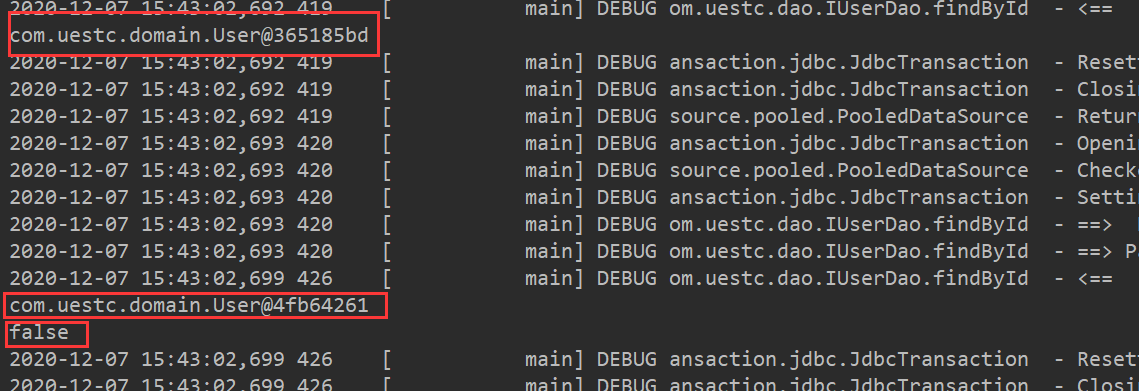 2020-12-07 15:43:02,692 419    [           main] DEBUG om.uestc.dao.IUserDao.findById  - <==
com.uestc.domain.User@365185bd
2020-12-07 15:43:02,692 419    [           main] DEBUG ansaction.jdbc.JdbcTransaction  - Resett
2020-12-07 15:43:02,692 419    [           main] DEBUG ansaction.jdbc.JdbcTransaction  - Closin
2020-12-07 15:43:02,692 419    [           main] DEBUG source.pooled.PooledDataSource  - Return
2020-12-07 15:43:02,693 420    [           main] DEBUG ansaction.jdbc.JdbcTransaction  - Openin
2020-12-07 15:43:02,693 420    [           main] DEBUG source.pooled.PooledDataSource  - Checke
2020-12-07 15:43:02,693 420    [           main] DEBUG ansaction.jdbc.JdbcTransaction  - Settin
2020-12-07 15:43:02,693 420    [           main] DEBUG om.uestc.dao.IUserDao.findById  - ==>
2020-12-07 15:43:02,693 420    [           main] DEBUG om.uestc.dao.IUserDao.findById  - ==> Pa
2020-12-07 15:43:02,699 426    [           main] DEBUG om.uestc.dao.IUserDao.findById  - <==
com.uestc.domain.User@4fb64261
false
2020-12-07 15:43:02,699 426    [           main] DEBUG ansaction.jdbc.JdbcTransaction  - Resett
2020-12-07 15:43:02,699 426    [           main] DEBUG ansaction.jdbc.JdbcTransaction  - Closin